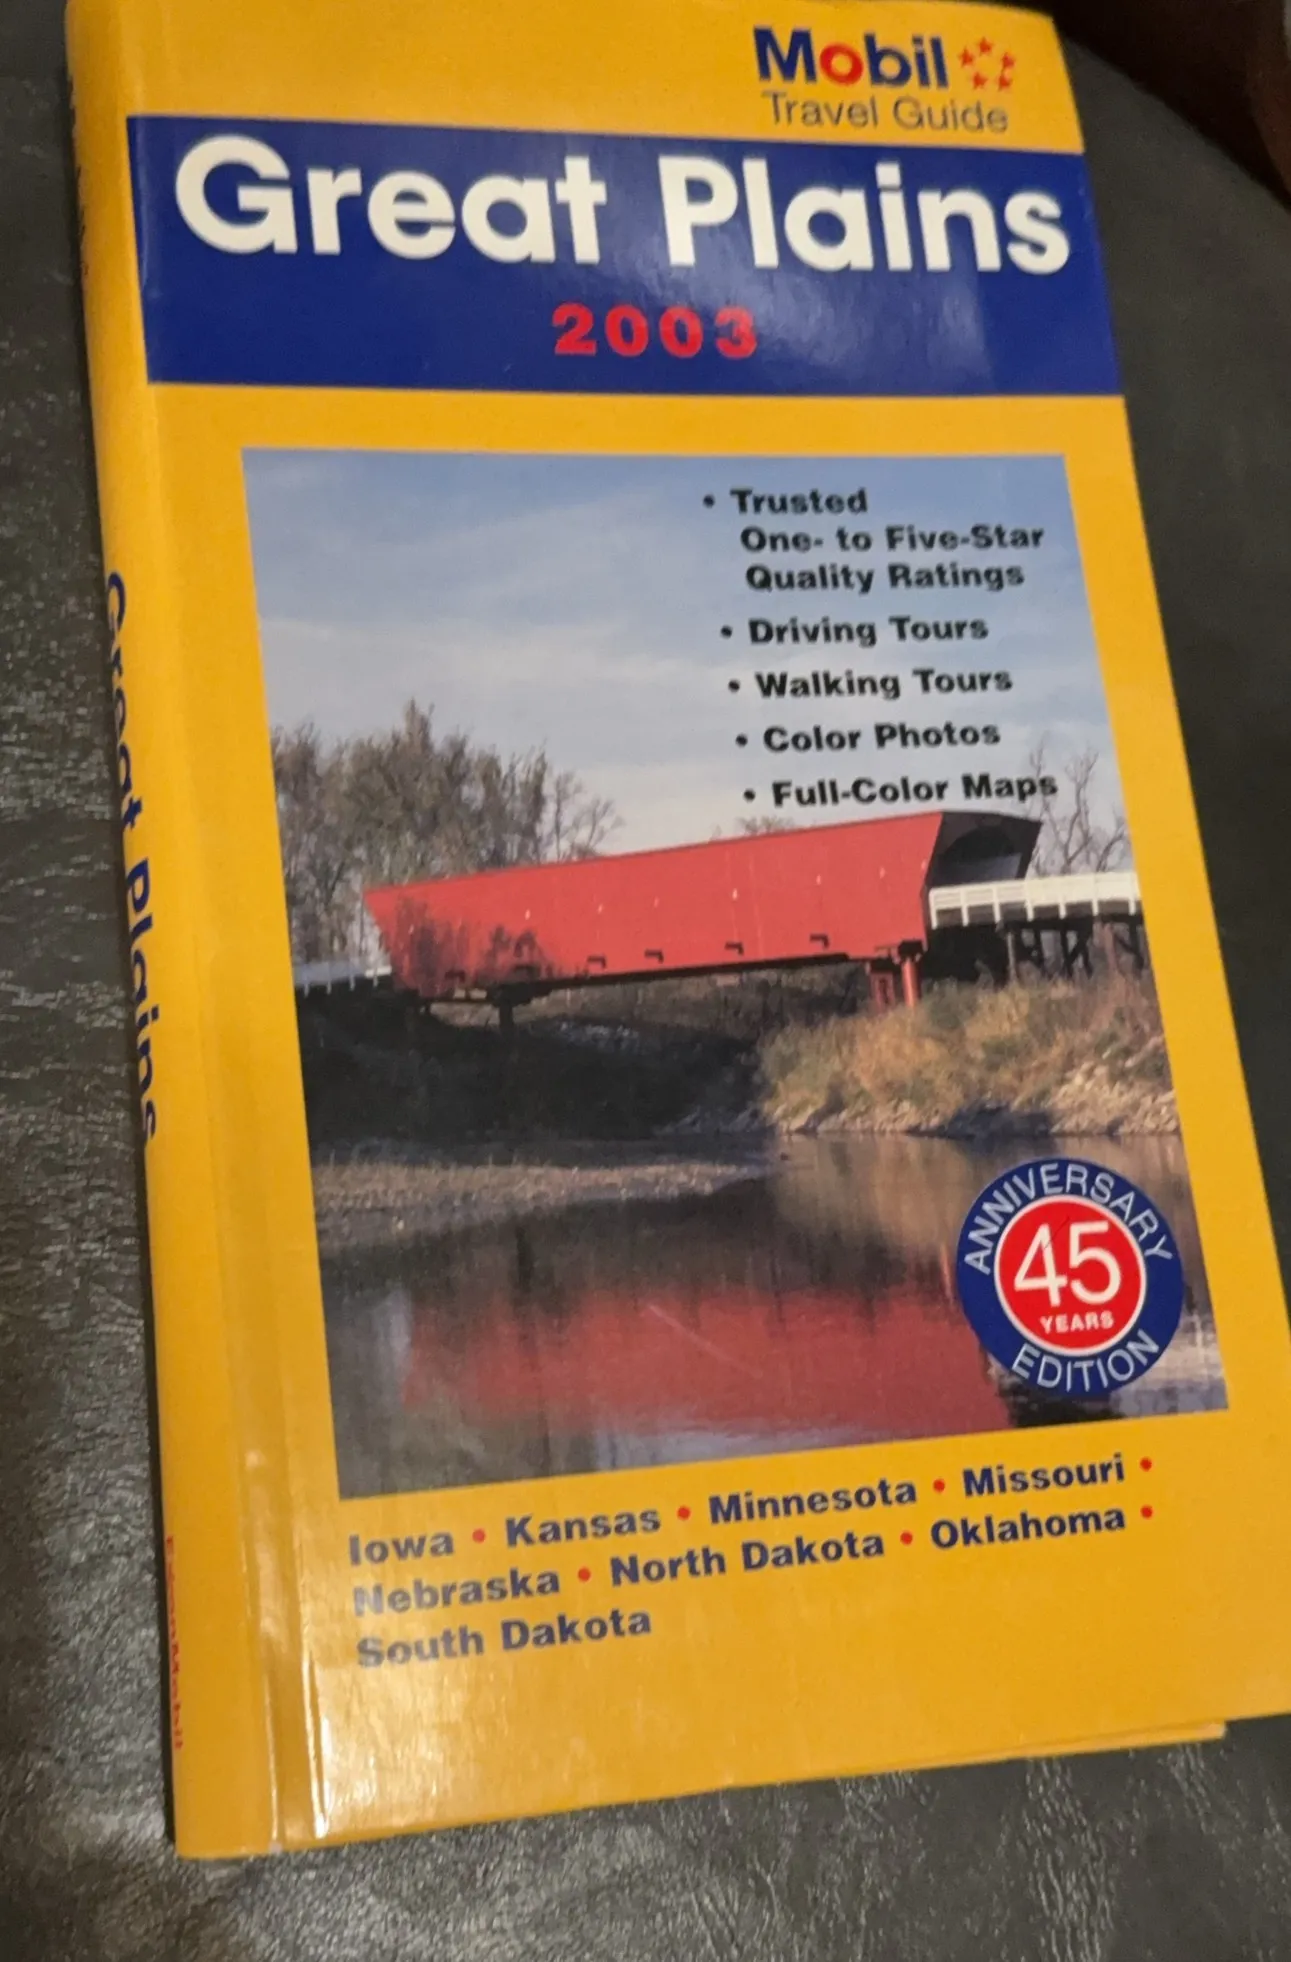 Mobil
Travel Guide
Great Plains
2003
• Trusted
One- to Five-Star
Quality Ratings
• Driving Tours
• Walking Tours
• Color Photos
• Full-Color Maps
ANNIVERSARY
45
YEARS
EDITION
Iowa • Kansas • Minnesota • Missouri •
Nebraska • North Dakota • Oklahoma •
South Dakota
Great Plains
ExxonMobil